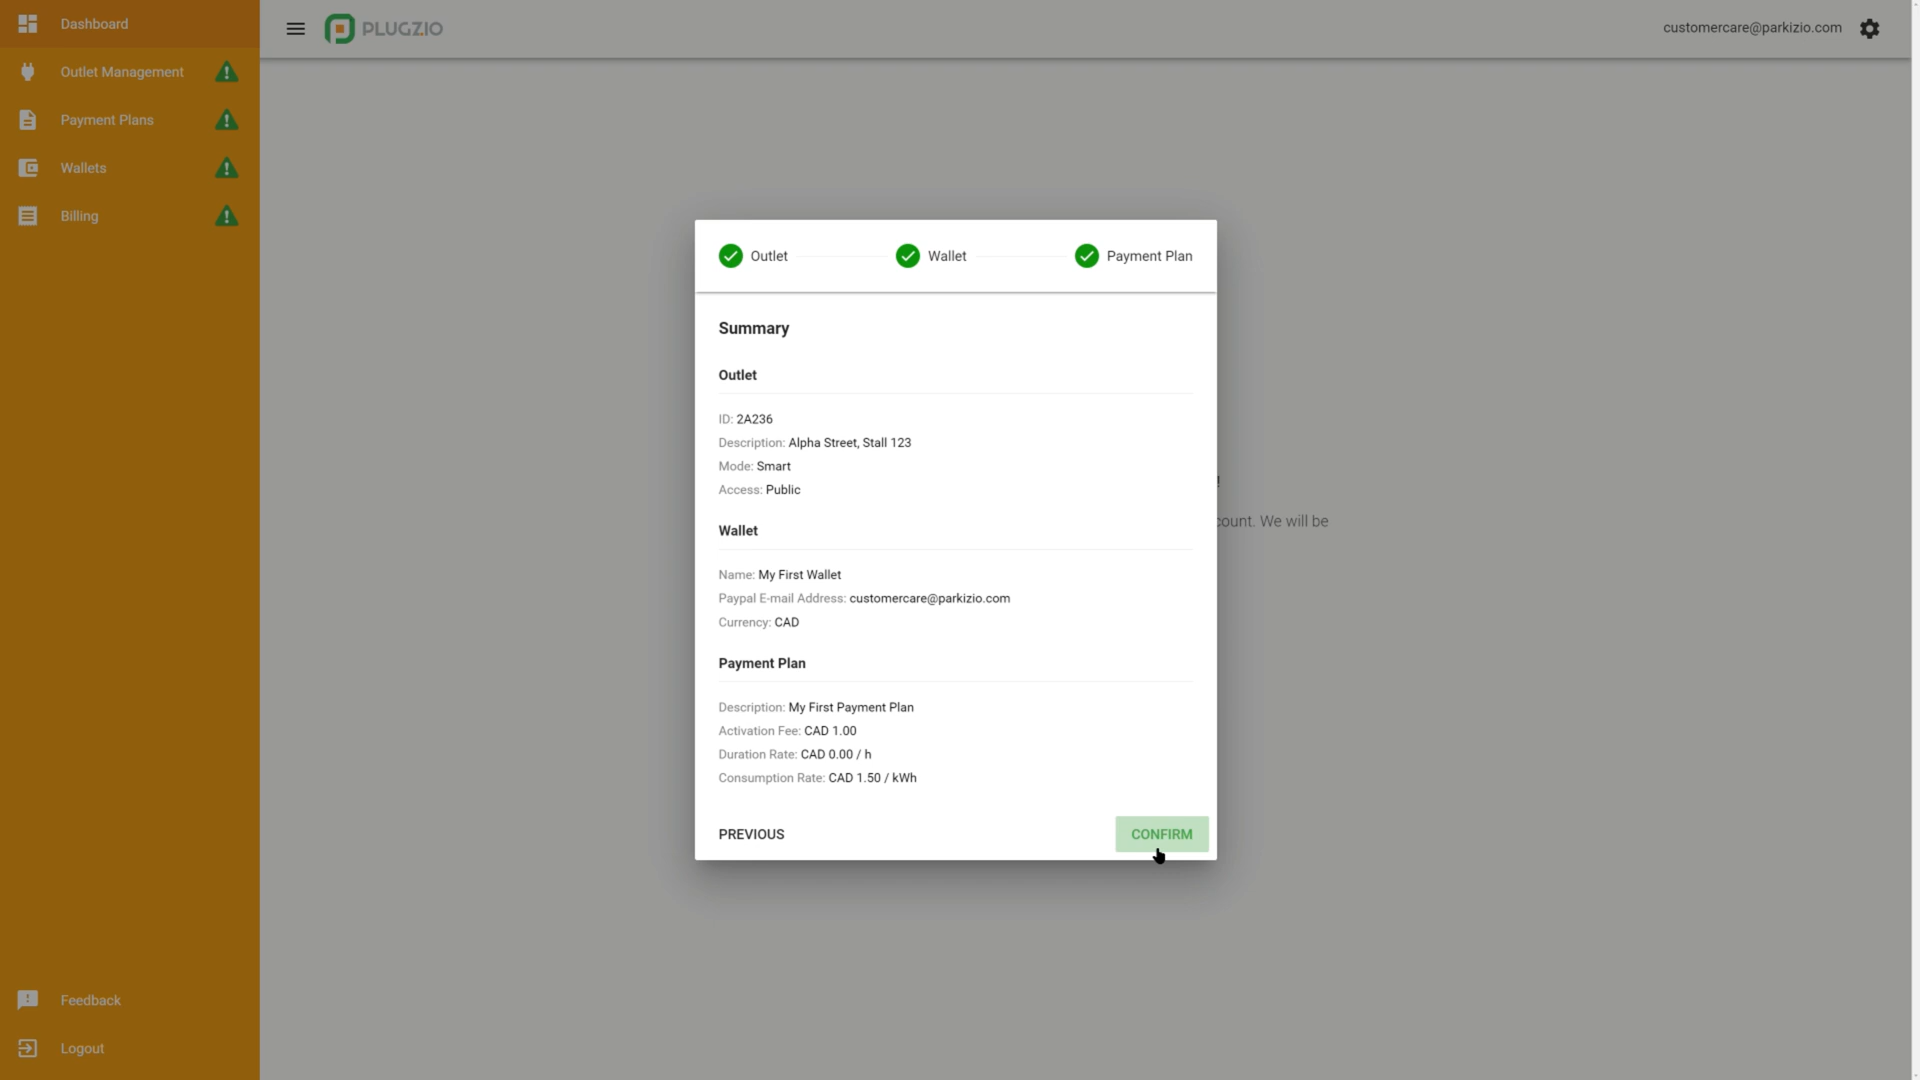 Dashboard
Outlet Management
Payment Plans
Wallets
Billing
Feedback
Logout
PLUGZIO
customercare@parkizio.com
Outlet
Wallet
Payment Plan
Summary
Outlet
ID: 2A236
Description: Alpha Street, Stall 123
Mode: Smart
Access: Public
Wallet
Name: My First Wallet
Paypal E-mail Address: customercare@parkizio.com
Currency: CAD
Payment Plan
Description: My First Payment Plan
Activation Fee: CAD 1.00
Duration Rate: CAD 0.00 / h
Consumption Rate: CAD 1.50 / kWh
PREVIOUS
CONFIRM
!
count. We will be